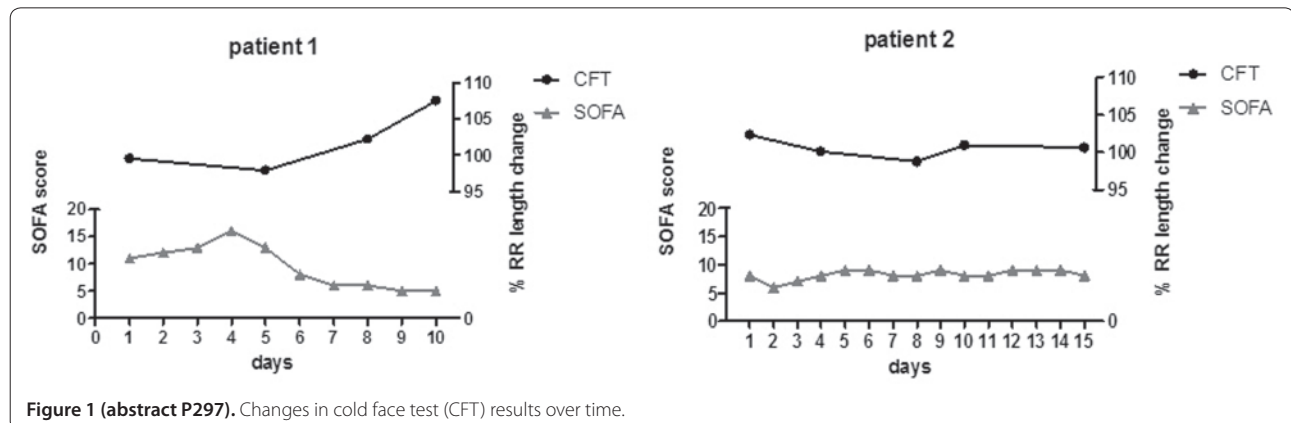 patient 1
CFT
SOFA
SOFA score
20
15
10
5
0
110
105
100
95
0
% RR length change
0 1 2 3 4 5 6 7 8 9 10
days
patient 2
CFT
SOFA
SOFA score
20
15
10
5
0
110
105
100
95
0
% RR length change
1 2 3 4 5 6 7 8 9 10 11 12 13 14 15
days
Figure 1 (abstract P297). Changes in cold face test (CFT) results over time.